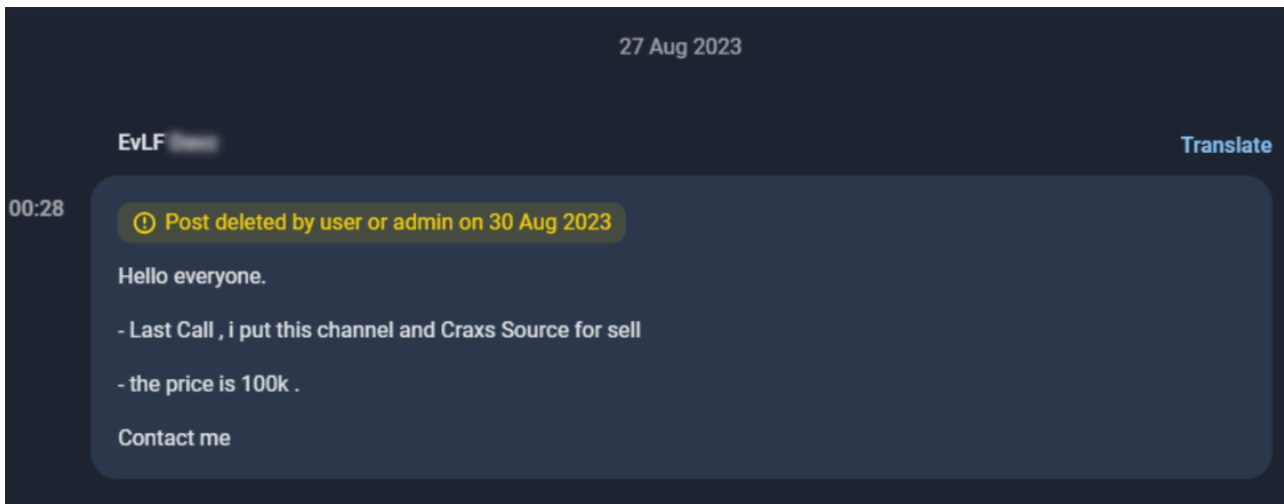 27 Aug 2023
EvLF
Translate
00:28
Post deleted by user or admin on 30 Aug 2023
Hello everyone.
- Last Call , i put this channel and Craxs Source for sell
- the price is 100k .
Contact me